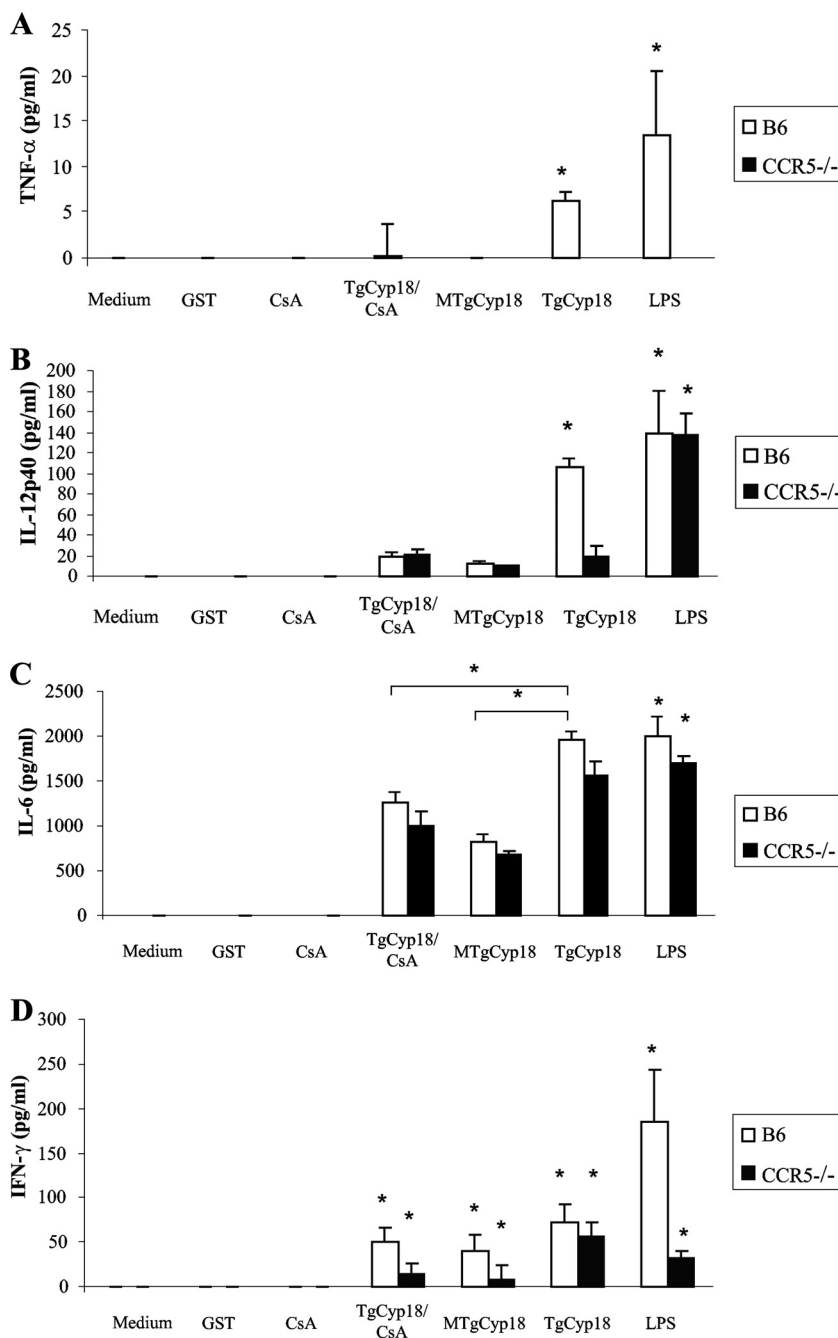 A
TNF-α (pg/ml)
25
20
15
10
5
0
*
*
Medium GST CsA TgCyp18/ MTgCyp18 TgCyp18 LPS
CsA
B6
CCR5-/-
B
IL-12p40 (pg/ml)
200
180
160
140
120
100
80
60
40
20
0
*
*
*
Medium GST CsA TgCyp18/ MTgCyp18 TgCyp18 LPS
CsA
B6
CCR5-/-
C
IL-6 (pg/ml)
2500
2000
1500
1000
500
0
*
*
*
*
Medium GST CsA TgCyp18/ MTgCyp18 TgCyp18 LPS
CsA
B6
CCR5-/-
D
IFN-γ (pg/ml)
300
250
200
150
100
50
0
*
* *
* *
* *
*
Medium GST CsA TgCyp18/ MTgCyp18 TgCyp18 LPS
CsA
B6
CCR5-/-